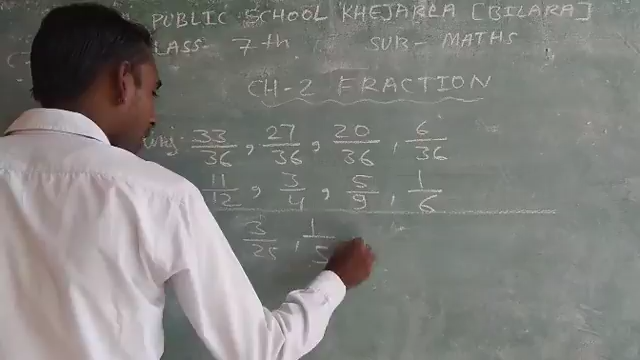 PUBLIC SCHOOL KHEJARLA [BILARA]
LASS- 7th SUB- MATHS
CH-2 FRACTION
33/36, 27/36, 20/36, 6/36
11/12, 3/4, 5/9, 1/6
3/25, 1/5